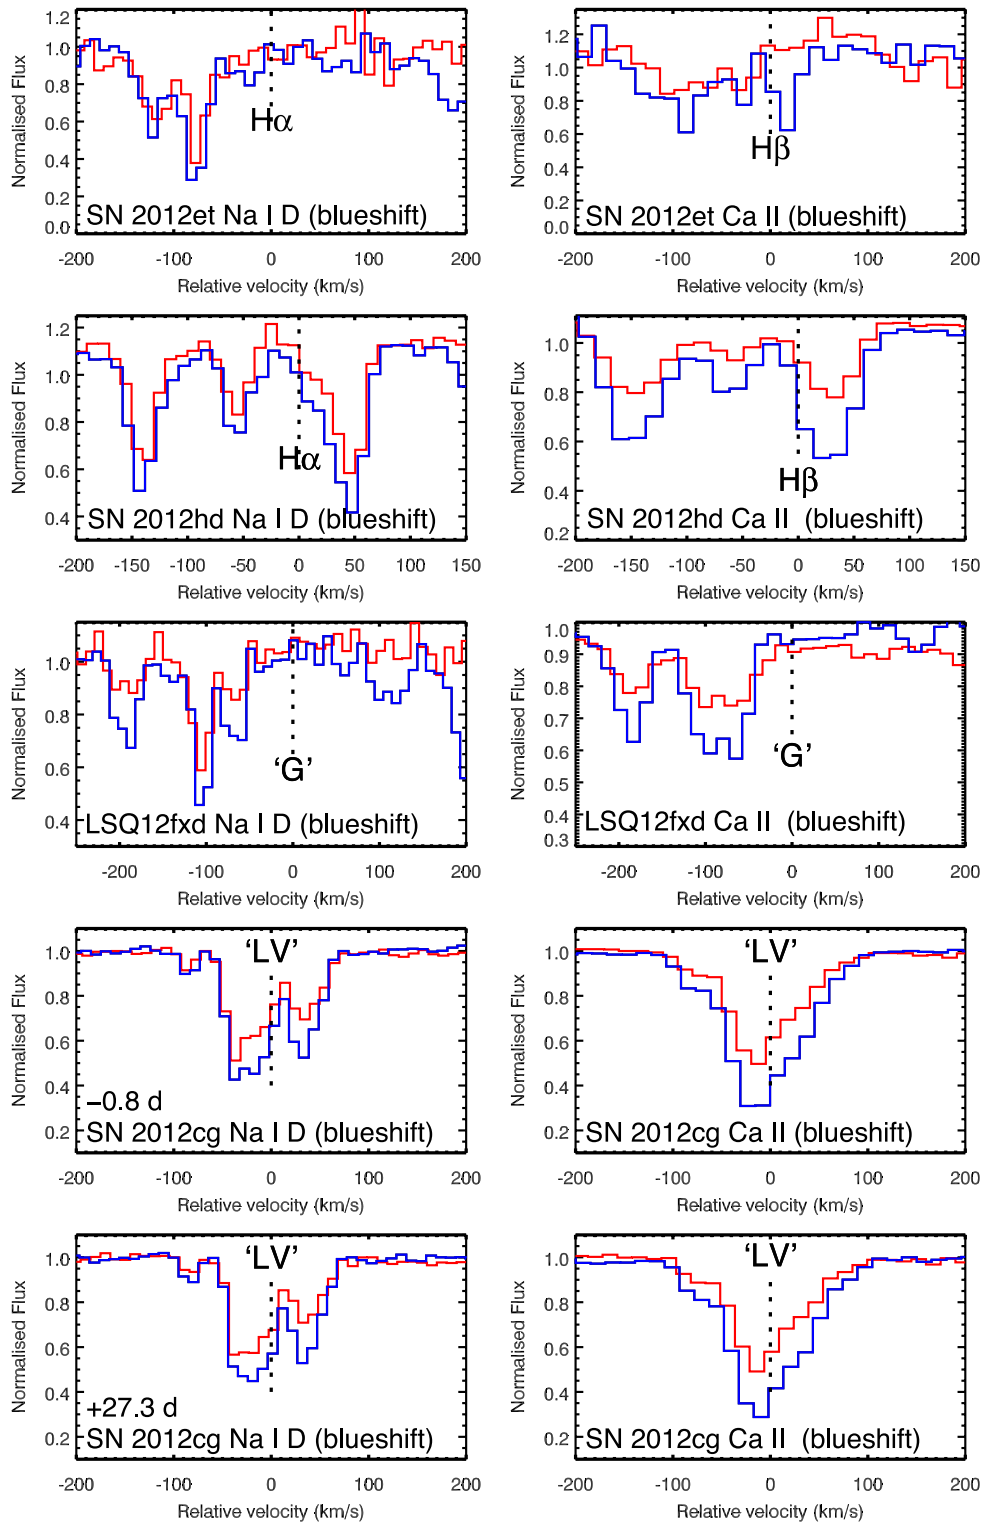 1.2
1.0
0.8
0.6
0.4
0.2
0.0
Normalised Flux
Hα
SN 2012et Na I D (blueshift)
-200 -100 0 100 200
Relative velocity (km/s)
1.2
1.0
0.8
0.6
0.4
0.2
0.0
Normalised Flux
Hβ
SN 2012et Ca II (blueshift)
-200 -100 0 100 200
Relative velocity (km/s)
1.2
1.0
0.8
0.6
0.4
Normalised Flux
Hα
SN 2012hd Na I D (blueshift)
-200 -150 -100 -50 0 50 100 150
Relative velocity (km/s)
1.0
0.8
0.6
0.4
0.2
Normalised Flux
Hβ
SN 2012hd Ca II (blueshift)
-200 -150 -100 -50 0 50 100 150
Relative velocity (km/s)
1.0
0.8
0.6
0.4
Normalised Flux
‘G’
LSQ12fxd Na I D (blueshift)
-200 -100 0 100 200
Relative velocity (km/s)
1.0
0.9
0.8
0.7
0.6
0.5
0.4
0.3
Normalised Flux
‘G’
LSQ12fxd Ca II (blueshift)
-200 -100 0 100 200
Relative velocity (km/s)
1.0
0.8
0.6
0.4
0.2
Normalised Flux
‘LV’
−0.8 d
SN 2012cg Na I D (blueshift)
-200 -100 0 100 200
Relative velocity (km/s)
1.0
0.8
0.6
0.4
0.2
Normalised Flux
‘LV’
SN 2012cg Ca II (blueshift)
-200 -100 0 100 200
Relative velocity (km/s)
1.0
0.8
0.6
0.4
0.2
Normalised Flux
‘LV’
+27.3 d
SN 2012cg Na I D (blueshift)
-200 -100 0 100 200
Relative velocity (km/s)
1.0
0.8
0.6
0.4
0.2
Normalised Flux
‘LV’
SN 2012cg Ca II (blueshift)
-200 -100 0 100 200
Relative velocity (km/s)